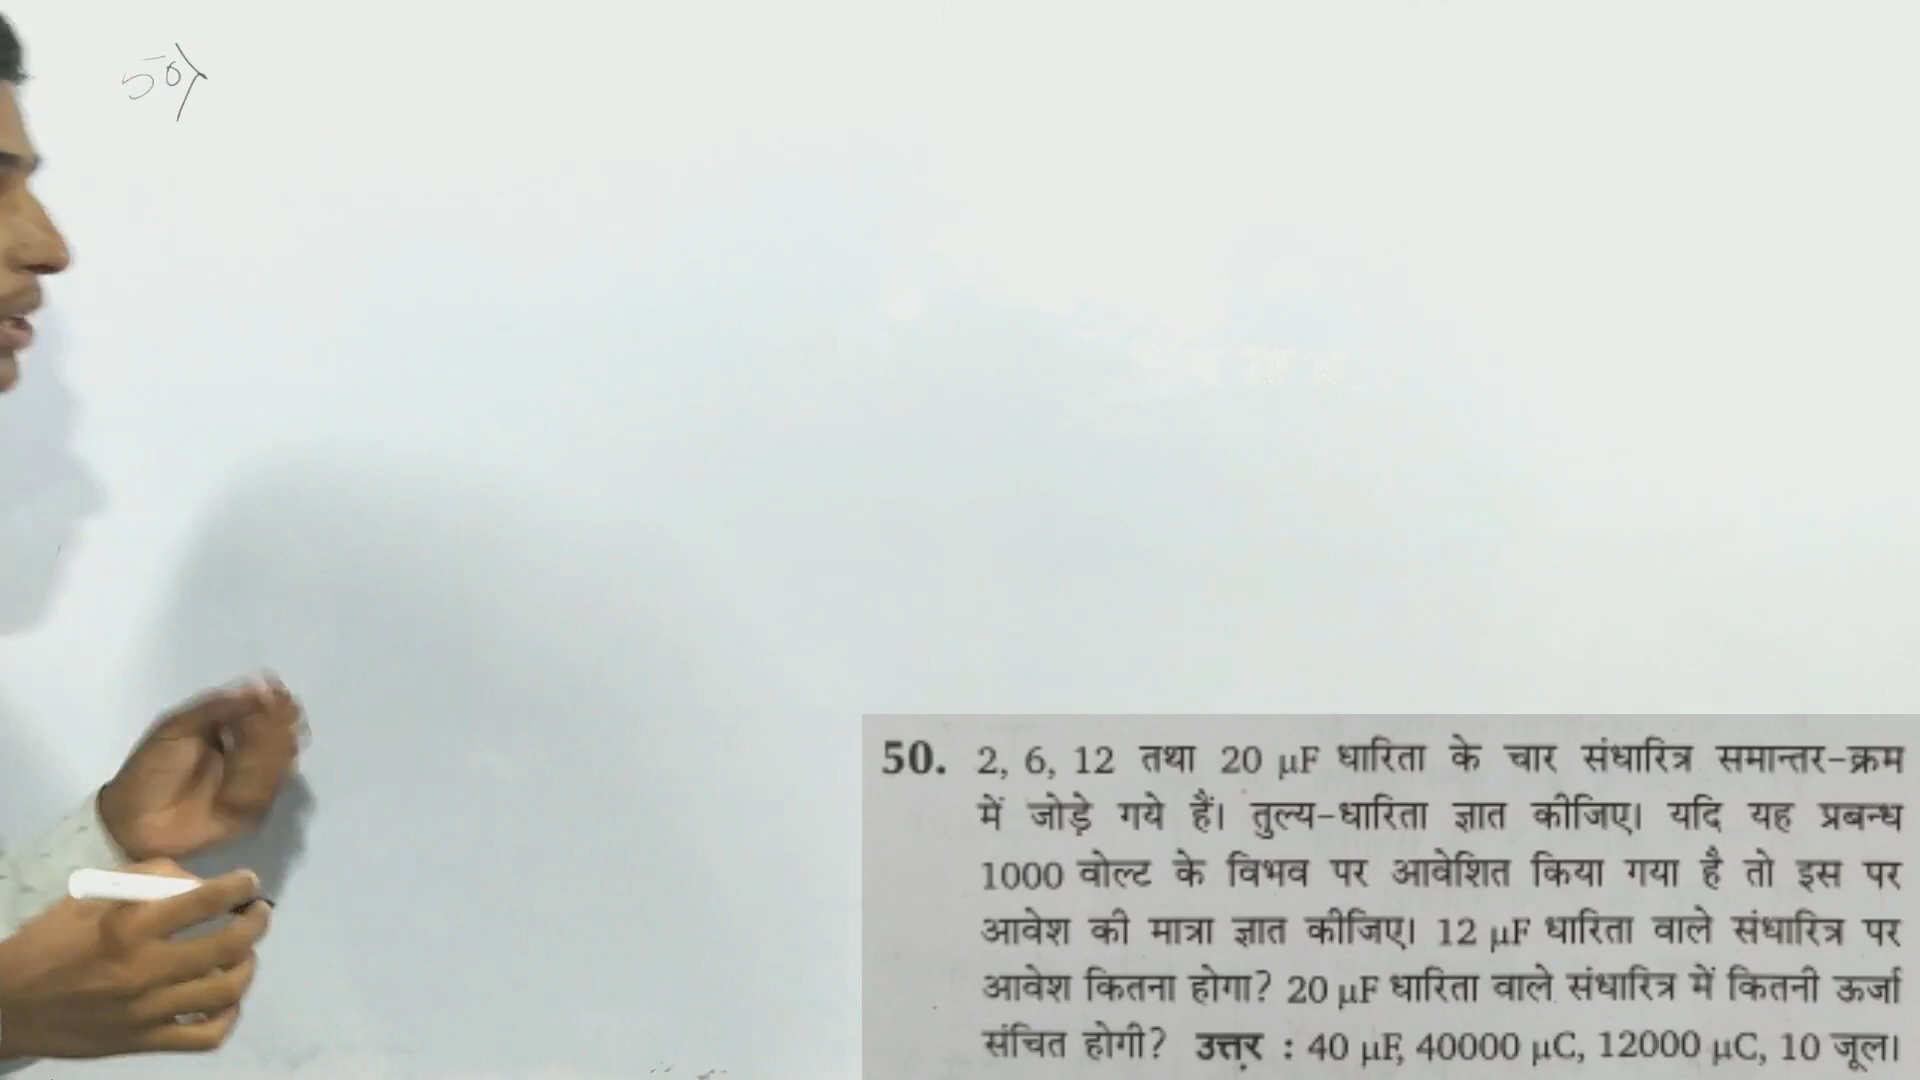 50)
50. 2, 6, 12 तथा 20 μF धारिता के चार संधारित्र समान्तर-क्रम
में जोड़े गये हैं। तुल्य-धारिता ज्ञात कीजिए। यदि यह प्रबन्ध
1000 वोल्ट के विभव पर आवेशित किया गया है तो इस पर
आवेश की मात्रा ज्ञात कीजिए। 12 μF धारिता वाले संधारित्र पर
आवेश कितना होगा? 20 μF धारिता वाले संधारित्र में कितनी ऊर्जा
संचित होगी? उत्तर : 40 μF, 40000 μC, 12000 μC, 10 जूल।